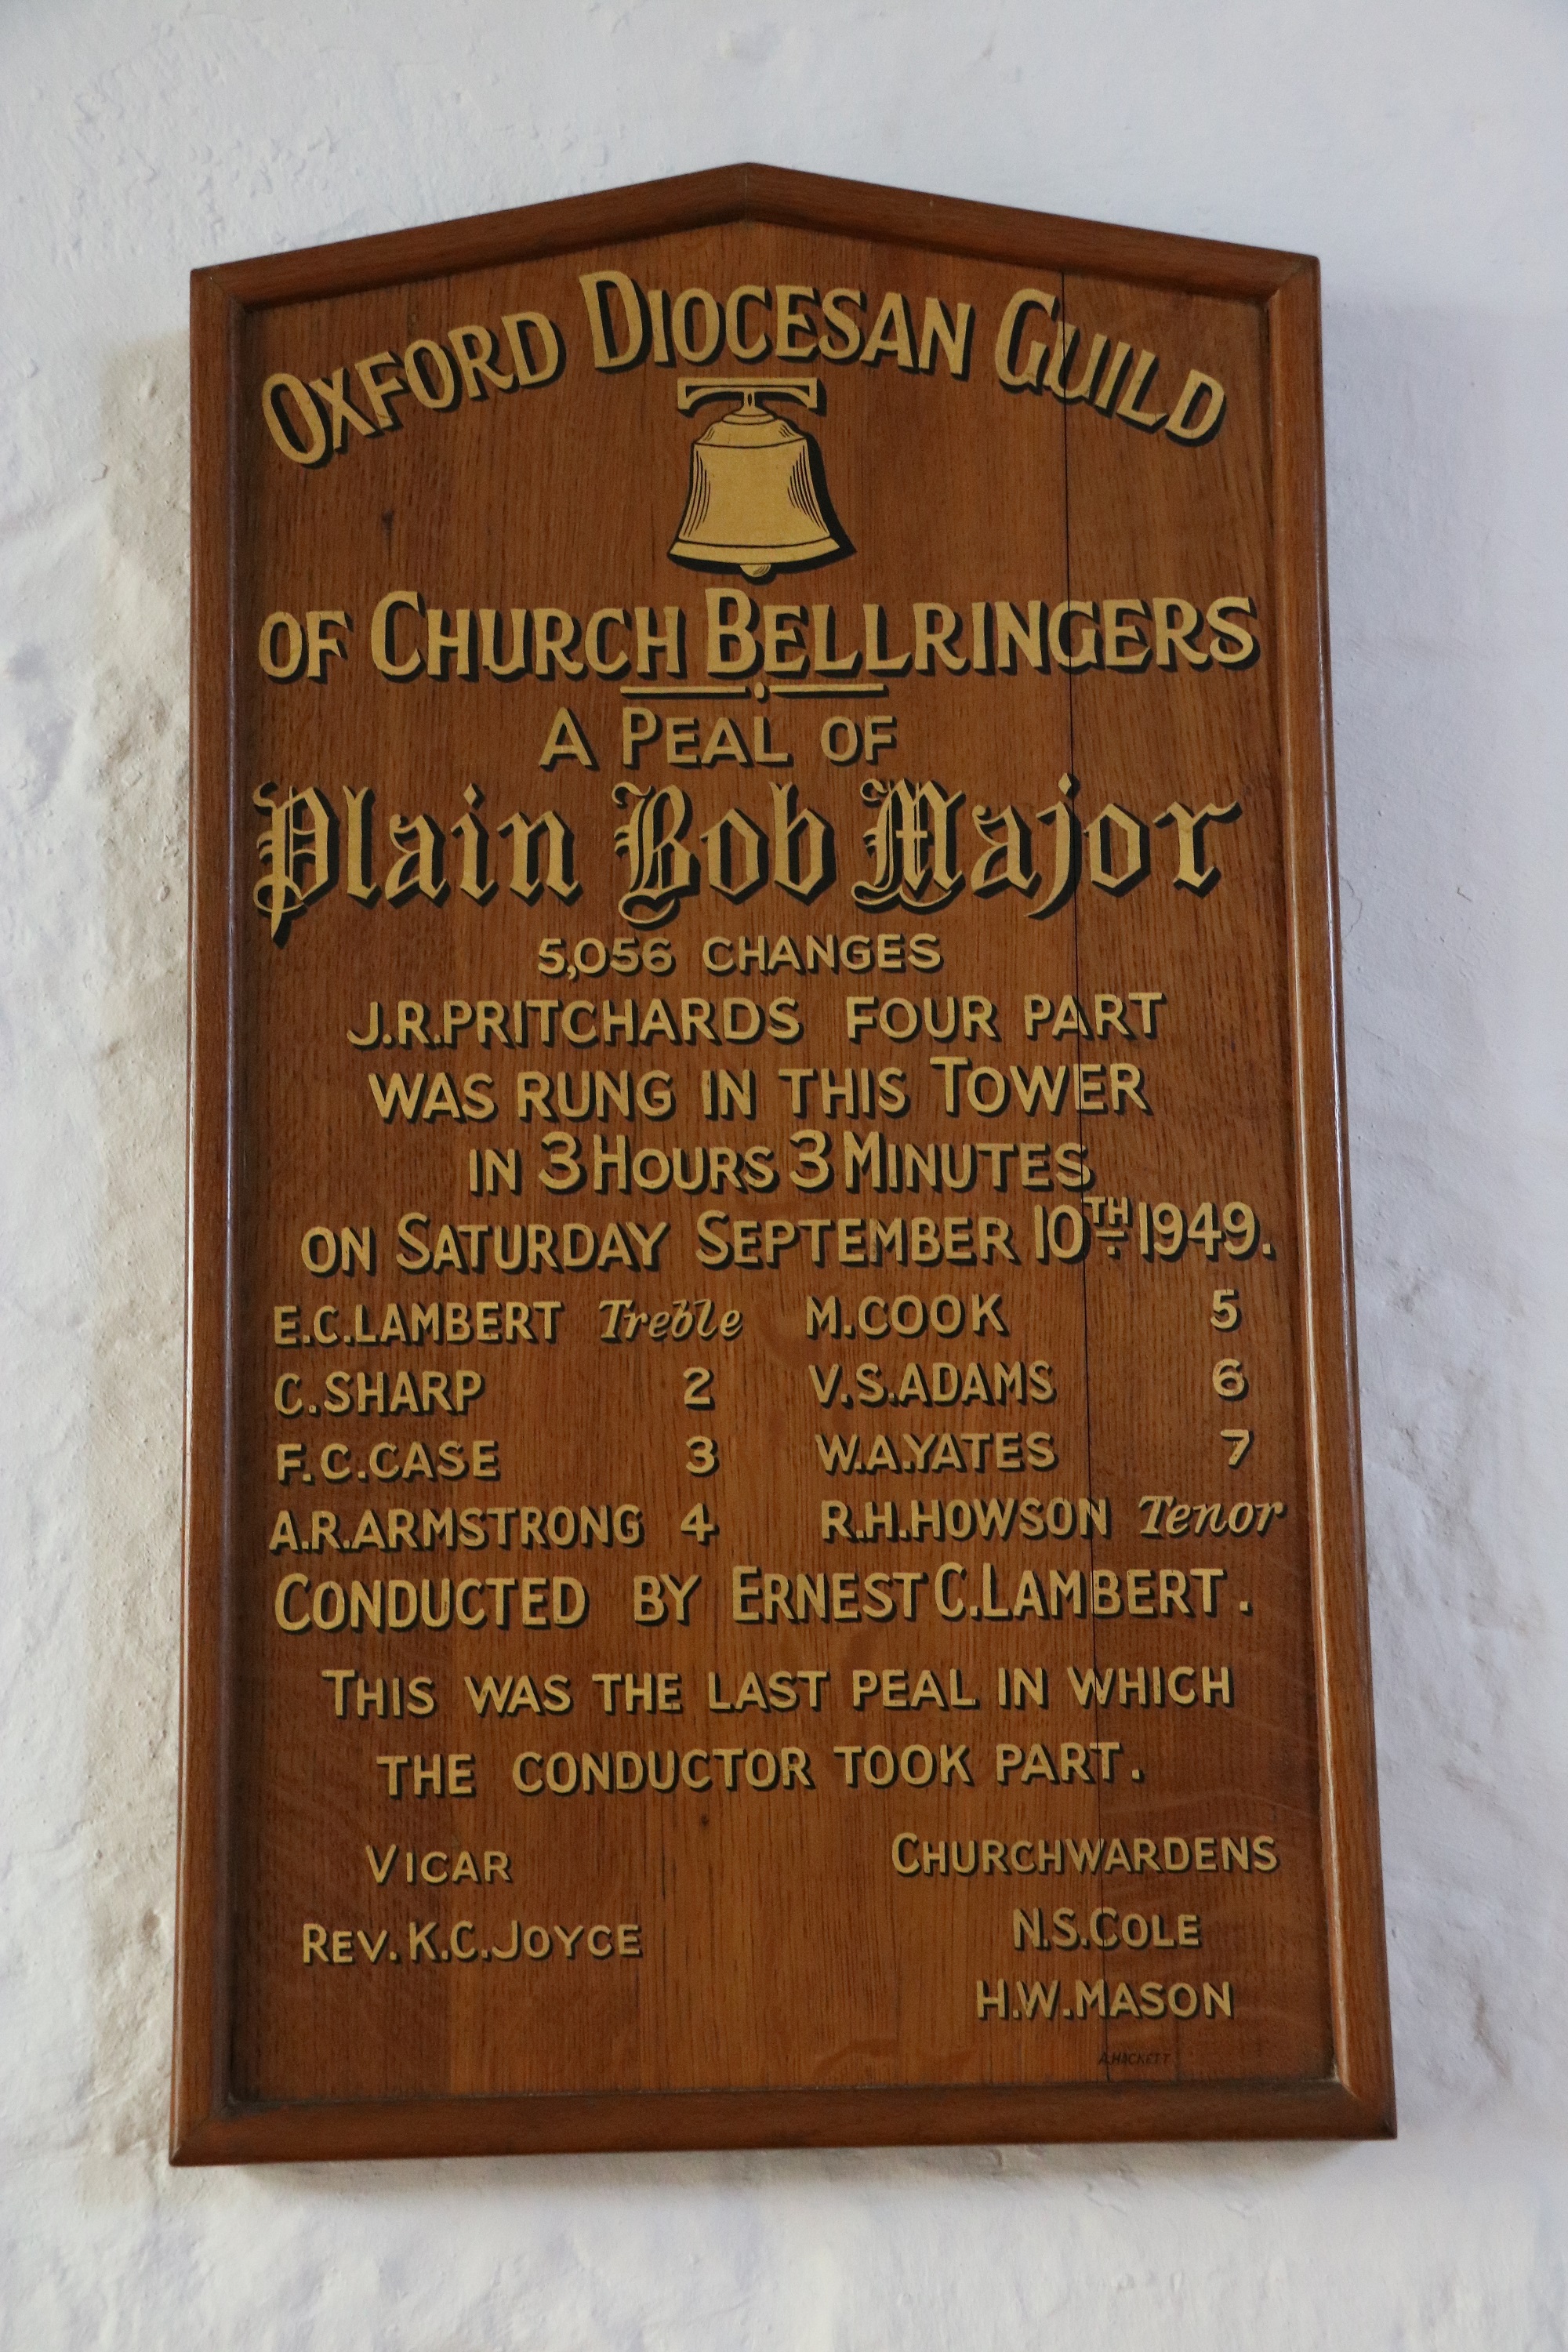 OXFORD DIOCESAN GUILD
OF CHURCH BELLRINGERS
A PEAL OF
Plain Bob Major
5,056 CHANGES
J.R.PRITCHARDS FOUR PART
WAS RUNG IN THIS TOWER
IN 3 HOURS 3 MINUTES
ON SATURDAY SEPTEMBER 10TH 1949.
E.C.LAMBERT Treble M.COOK 5
C.SHARP 2 V.S.ADAMS 6
F.C.CASE 3 W.A.YATES 7
A.R.ARMSTRONG 4 R.H.HOWSON Tenor
CONDUCTED BY ERNEST C.LAMBERT.
THIS WAS THE LAST PEAL IN WHICH
THE CONDUCTOR TOOK PART.
VICAR CHURCHWARDENS
REV. K.C.JOYCE N.S.COLE
H.W.MASON
A.HACKETT